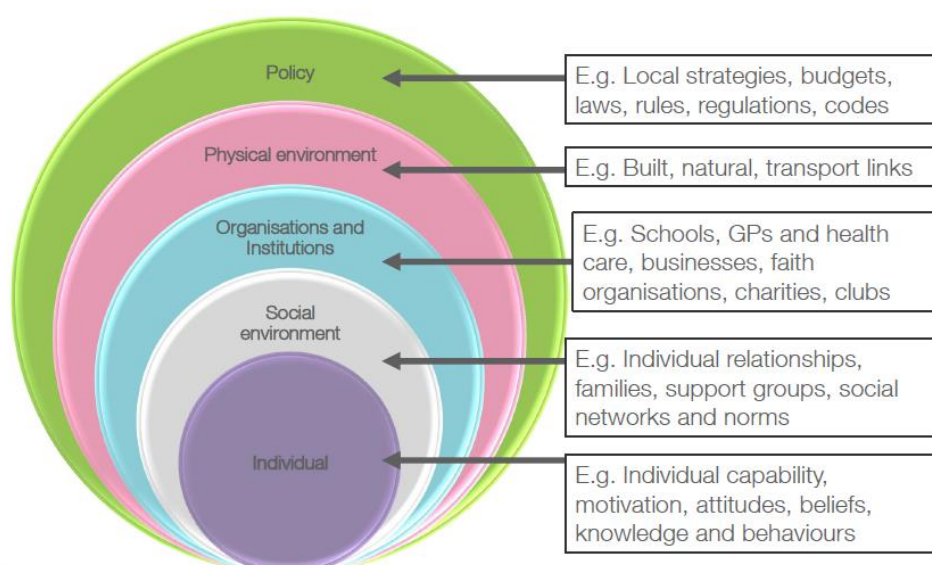 Policy
E.g. Local strategies, budgets,
laws, rules, regulations, codes
Physical environment
E.g. Built, natural, transport links
Organisations and
Institutions
E.g. Schools, GPs and health
care, businesses, faith
organisations, charities, clubs
Social
environment
E.g. Individual relationships,
families, support groups, social
networks and norms
Individual
E.g. Individual capability,
motivation, attitudes, beliefs,
knowledge and behaviours